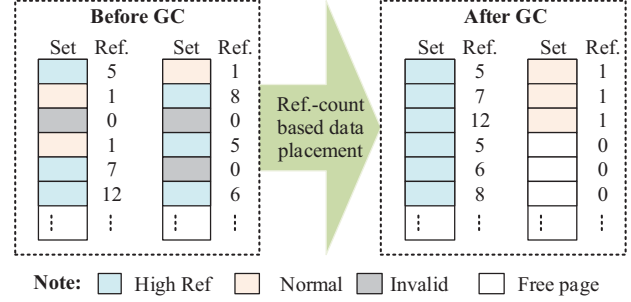 Before GC
After GC
Set Ref. Set Ref.
Set Ref. Set Ref.
5 1
1 8
0 0
1 5
7 0
12 6
⋮ ⋮ ⋮ ⋮
Ref.-count
based data
placement
5 1
7 1
12 1
5 0
6 0
8 0
⋮ ⋮ ⋮ ⋮
Note: High Ref Normal Invalid Free page